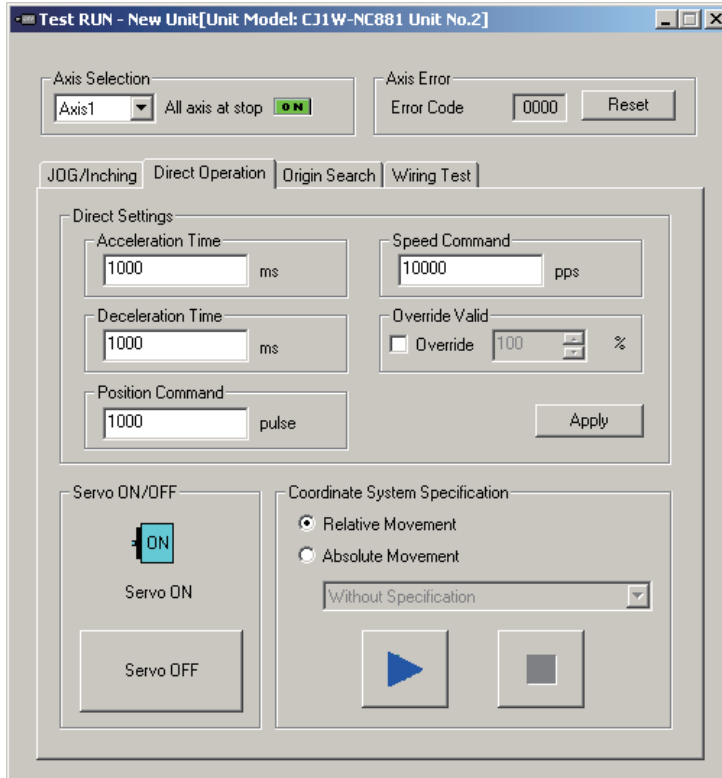 Test RUN - New Unit[Unit Model: CJ1W-NC881 Unit No.2]
Axis Selection
Axis1 All axis at stop ON
Axis Error
Error Code 0000 Reset
JOG/Inching Direct Operation Origin Search Wiring Test
Direct Settings
Acceleration Time
1000 ms
Speed Command
10000 pps
Deceleration Time
1000 ms
Override Valid
Override 100 %
Position Command
1000 pulse
Apply
Servo ON/OFF
ON
Servo ON
Servo OFF
Coordinate System Specification
Relative Movement
Absolute Movement
Without Specification